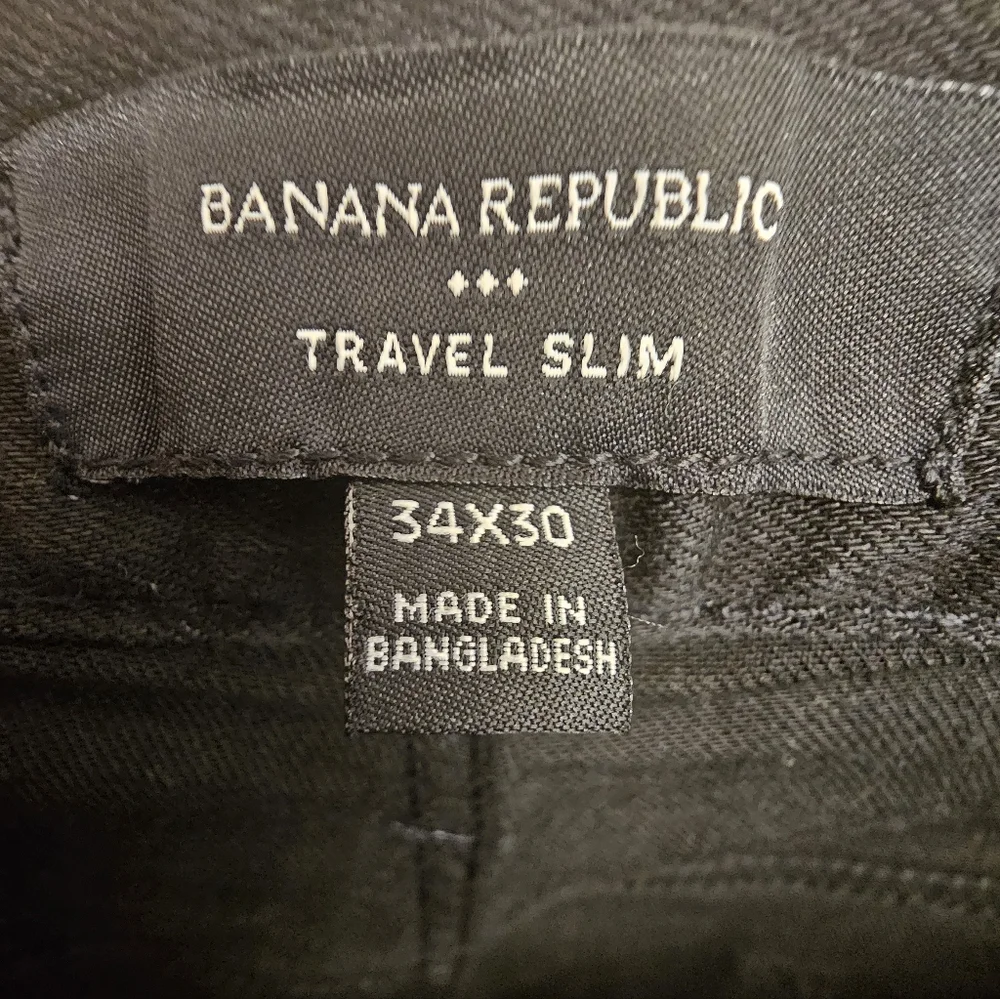 BANANA REPUBLIC
TRAVEL SLIM
34X30
MADE IN
BANGLADESH